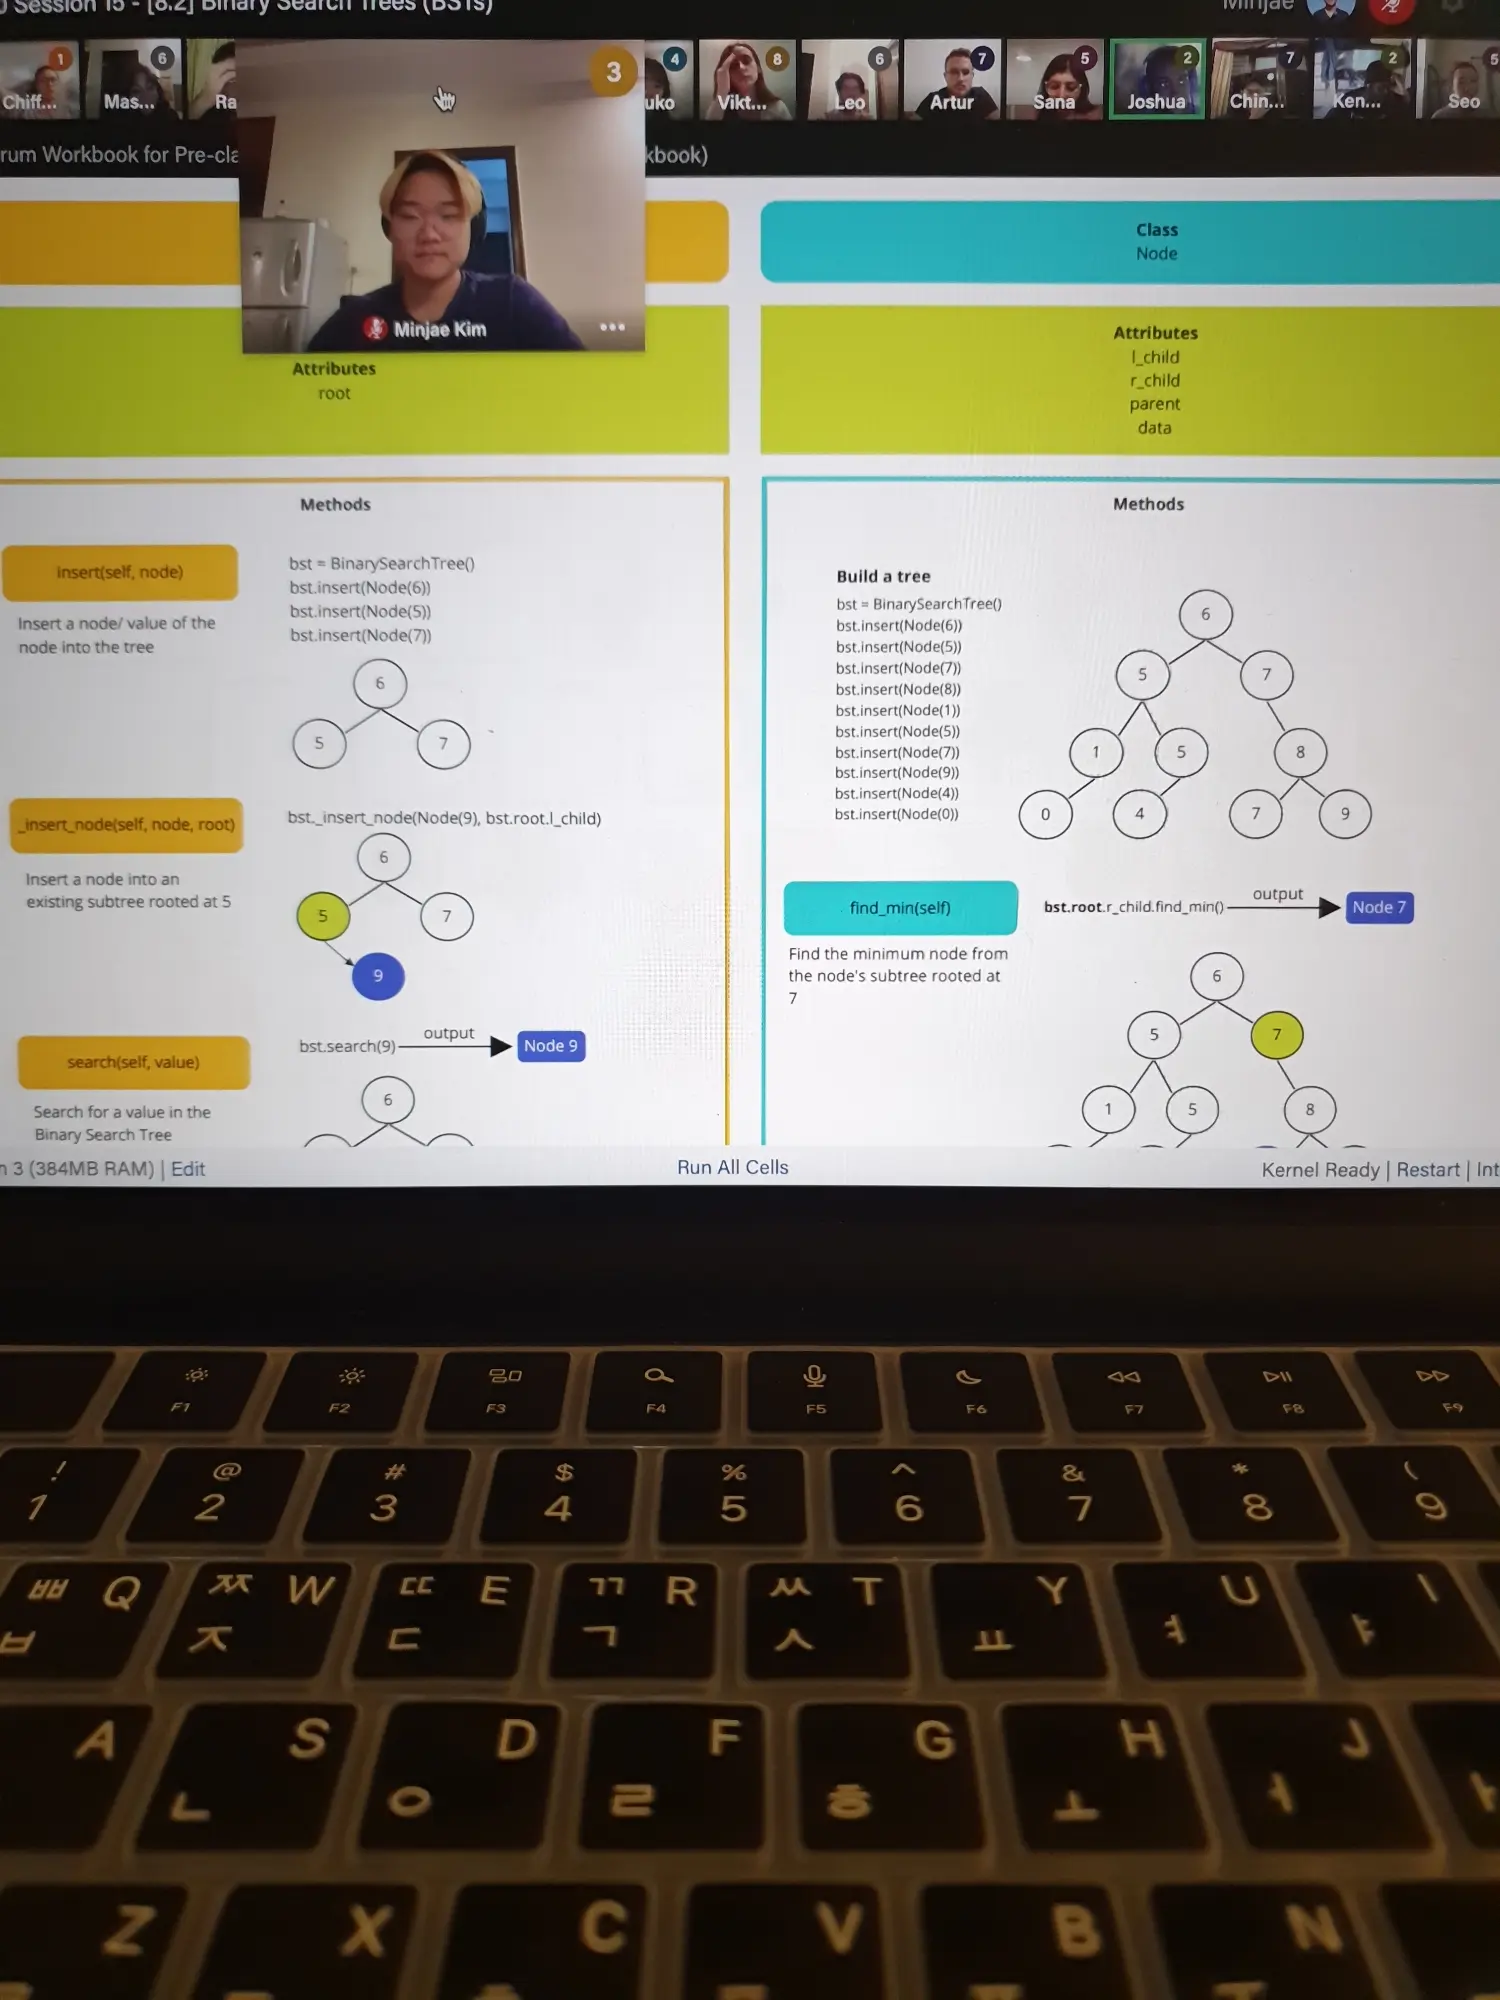 Session 15 - [8.2] Binary Search Trees (BSTs)
Minjae
1
6
3
4
8
6
7
5
2
7
2
5
Chiff...
Mas...
Ra
uko
Vikt...
Leo
Artur
Sana
Joshua
Chin...
Ken...
Seo
rum Workbook for Pre-cla
kbook)
Minjae Kim
Attributes
root
Class
Node
Attributes
l_child
r_child
parent
data
Methods
insert(self, node)
Insert a node/ value of the
node into the tree
bst = BinarySearchTree()
bst.insert(Node(6))
bst.insert(Node(5))
bst.insert(Node(7))
6
5
7
_insert_node(self, node, root)
Insert a node into an
existing subtree rooted at 5
bst._insert_node(Node(9), bst.root.l_child)
6
5
7
9
search(self, value)
Search for a value in the
Binary Search Tree
bst.search(9)
output
Node 9
6
Methods
Build a tree
bst = BinarySearchTree()
bst.insert(Node(6))
bst.insert(Node(5))
bst.insert(Node(7))
bst.insert(Node(8))
bst.insert(Node(1))
bst.insert(Node(5))
bst.insert(Node(7))
bst.insert(Node(9))
bst.insert(Node(4))
bst.insert(Node(0))
6
5
7
1
5
8
0
4
7
9
find_min(self)
Find the minimum node from
the node's subtree rooted at
7
bst.root.r_child.find_min()
output
Node 7
6
5
7
1
5
8
n 3 (384MB RAM) | Edit
Run All Cells
Kernel Ready | Restart | Int
F1
F2
F3
F4
F5
F6
F7
F8
F9
! 1
@ 2
# 3
$ 4
% 5
^ 6
& 7
* 8
( 9
ㅃ Q ㅂ
ㅉ W ㅈ
ㄸ E ㄷ
ㄲ R ㄱ
ㅆ T ㅅ
Y ㅛ
U ㅕ
I ㅑ
A
S ㄴ
D ㅇ
F ㄹ
G ㅎ
H ㅗ
J ㅓ
ㅏ
Z
X
C
V
B
N